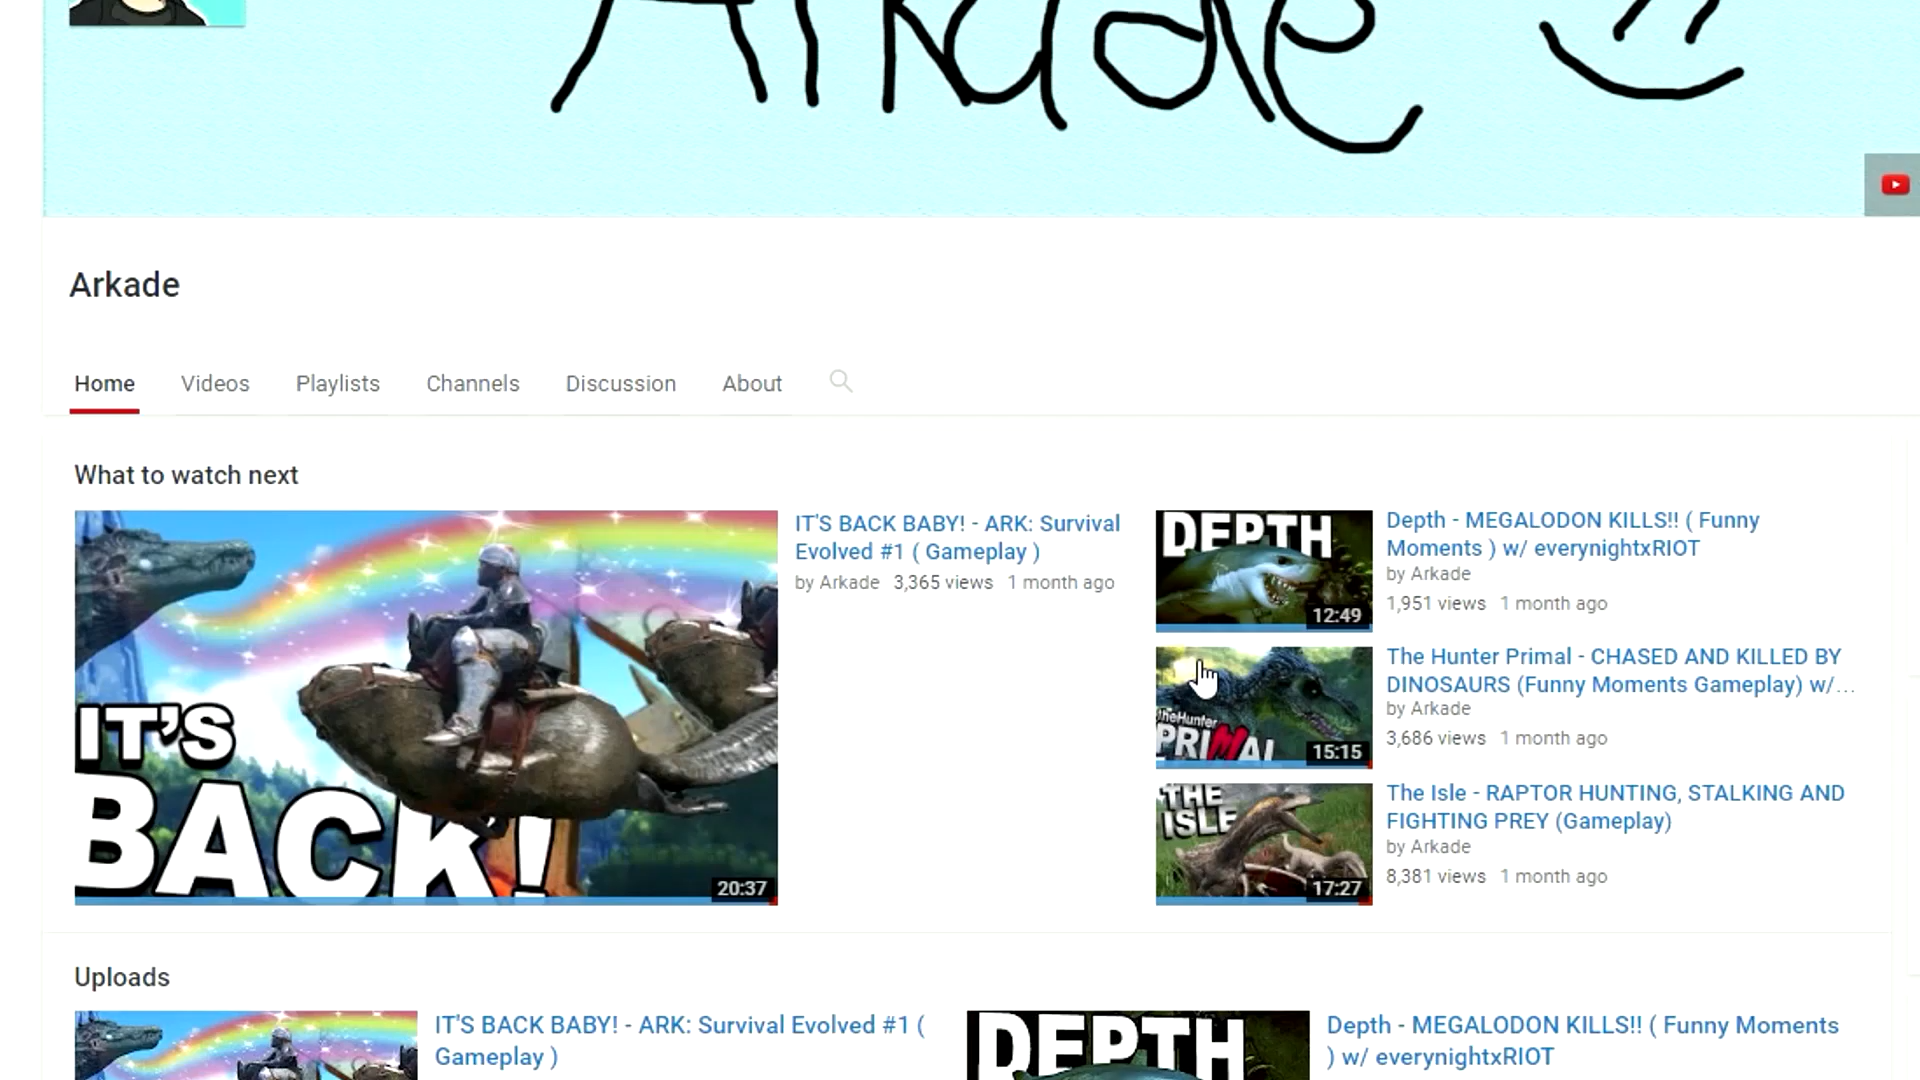 Arkade
Arkade
Home Videos Playlists Channels Discussion About
What to watch next
IT'S
BACK!
20:37
IT'S BACK BABY! - ARK: Survival
Evolved #1 ( Gameplay )
by Arkade 3,365 views 1 month ago
DEPTH
12:49
Depth - MEGALODON KILLS!! ( Funny
Moments ) w/ everynightxRIOT
by Arkade
1,951 views 1 month ago
theHunter
PRIMAL
15:15
The Hunter Primal - CHASED AND KILLED BY
DINOSAURS (Funny Moments Gameplay) w/...
by Arkade
3,686 views 1 month ago
THE
ISLE
17:27
The Isle - RAPTOR HUNTING, STALKING AND
FIGHTING PREY (Gameplay)
by Arkade
8,381 views 1 month ago
Uploads
IT'S BACK BABY! - ARK: Survival Evolved #1 (
Gameplay )
DEPTH
Depth - MEGALODON KILLS!! ( Funny Moments
) w/ everynightxRIOT